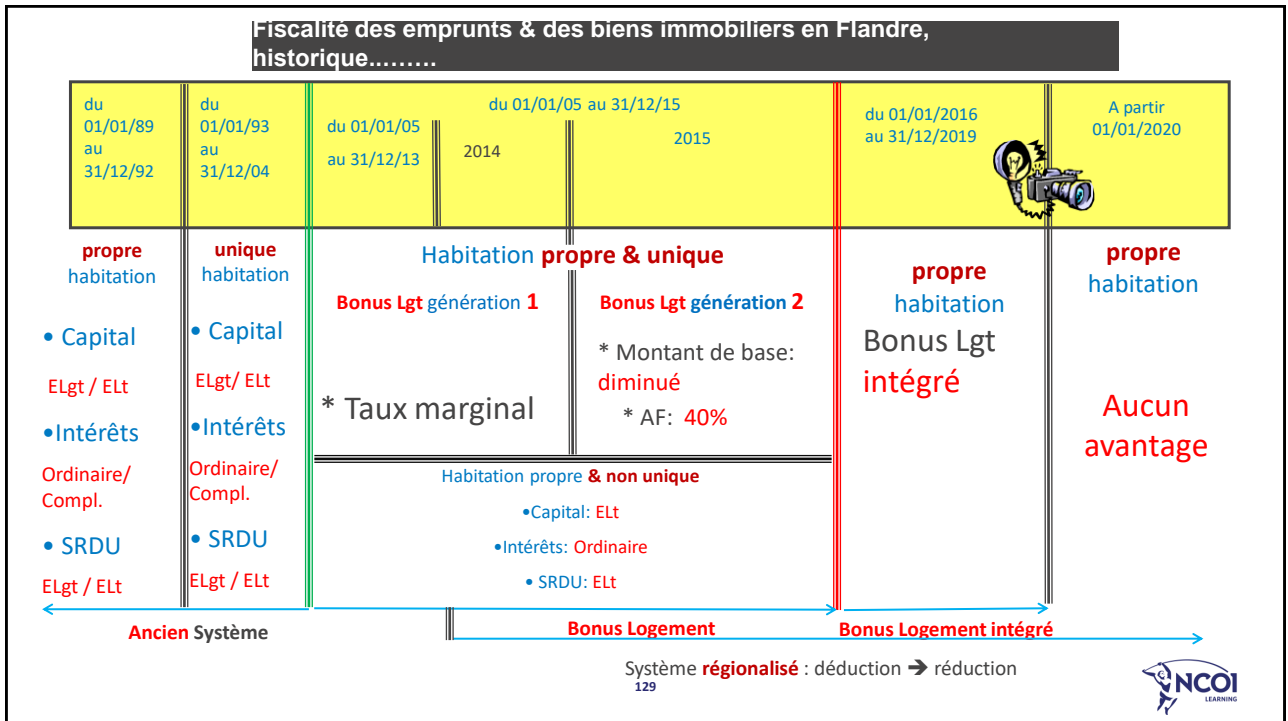 Fiscalité des emprunts & des biens immobiliers en Flandre,
historique……...
du
01/01/89
au
31/12/92
du
01/01/93
au
31/12/04
du 01/01/05 au 31/12/15
du 01/01/05
au 31/12/13
2014
2015
du 01/01/2016
au 31/12/2019
A partir
01/01/2020
propre
habitation
• Capital
ELgt / ELt
•Intérêts
Ordinaire/
Compl.
• SRDU
ELgt / ELt
unique
habitation
• Capital
ELgt/ ELt
•Intérêts
Ordinaire/
Compl.
• SRDU
ELgt / ELt
Habitation propre & unique
Bonus Lgt génération 1
* Taux marginal
Bonus Lgt génération 2
* Montant de base:
diminué
* AF: 40%
Habitation propre & non unique
•Capital: ELt
•Intérêts: Ordinaire
• SRDU: ELt
propre
habitation
Bonus Lgt
intégré
propre
habitation
Aucun
avantage
Ancien Système
Bonus Logement
Bonus Logement intégré
Système régionalisé : déduction ➔ réduction
129
NCOI
LEARNING